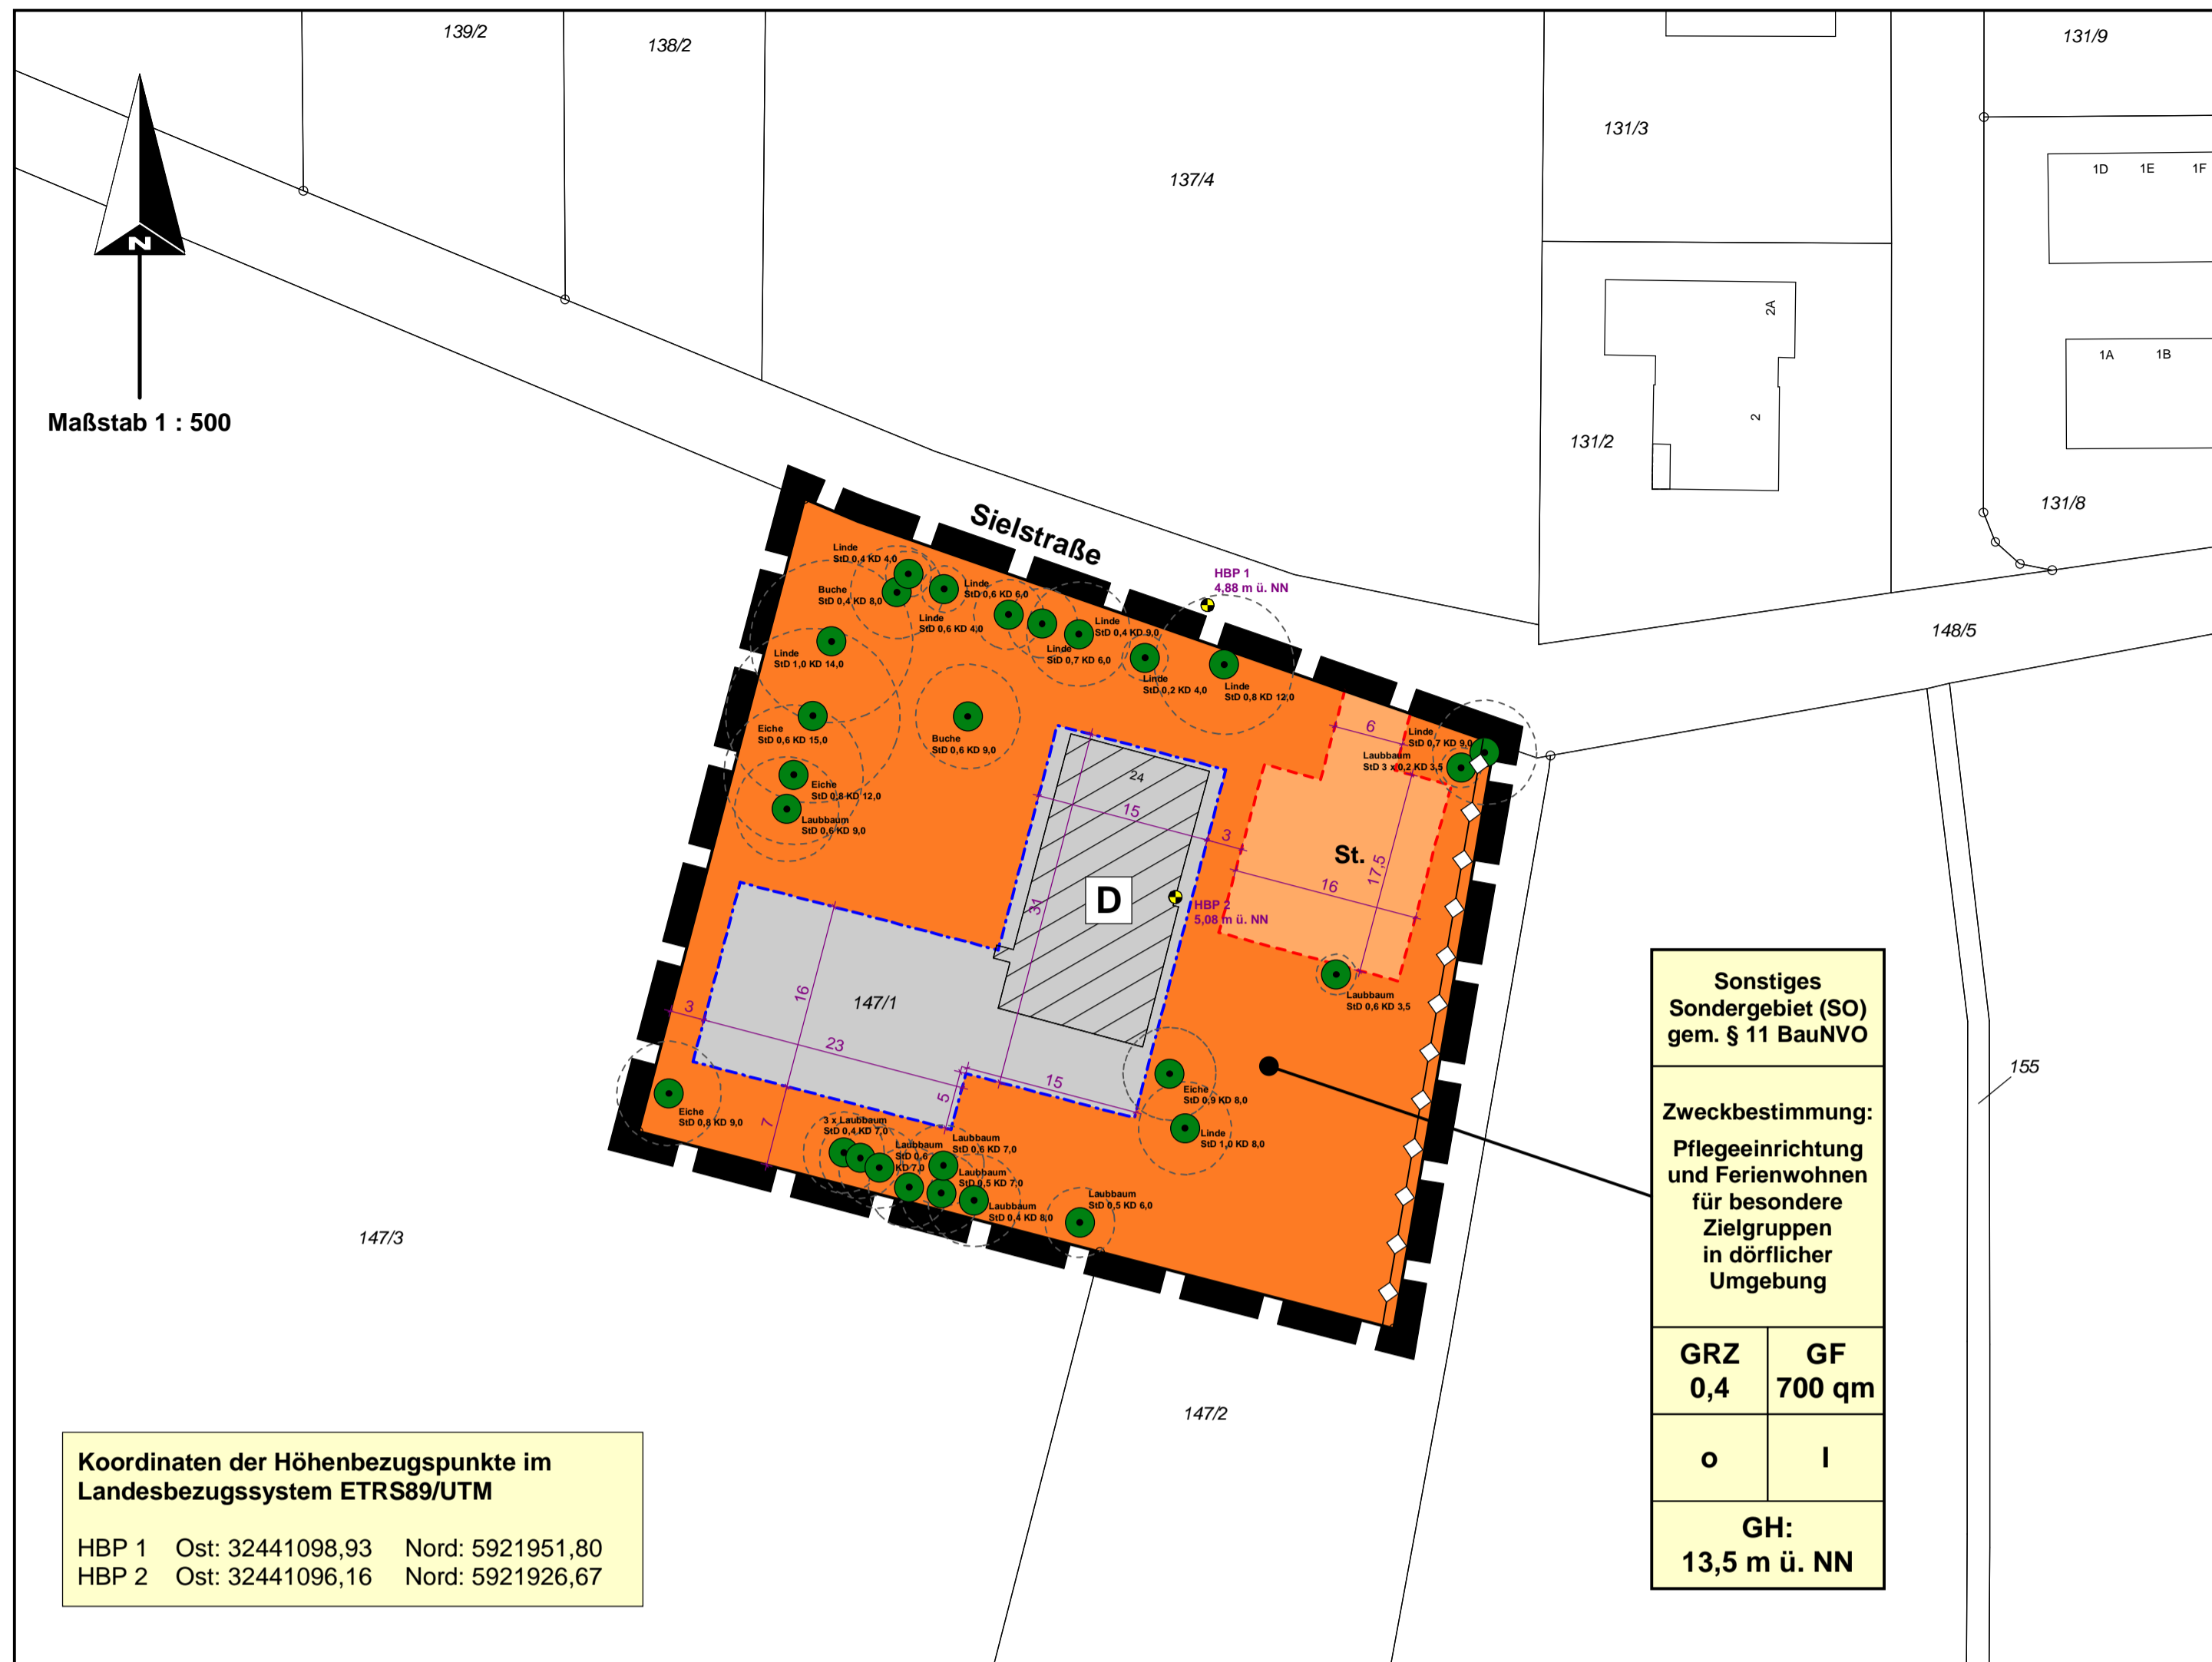 139/2
138/2
137/4
131/3
131/9
1D
1E
1F
2A
2
1A
1B
131/2
131/8
148/5
155
N
Maßstab 1 : 500
Sielstraße
HBP 1
4,88 m ü. NN
Linde
StD 0,4 KD 4,0
Buche
StD 0,4 KD 8,0
Linde
StD 0,6 KD 6,0
Linde
StD 0,6 KD 4,0
Linde
StD 0,4 KD 9,0
Linde
StD 0,7 KD 6,0
Linde
StD 0,2 KD 4,0
Linde
StD 0,8 KD 12,0
Linde
StD 1,0 KD 14,0
Eiche
StD 0,6 KD 15,0
Buche
StD 0,6 KD 9,0
Eiche
StD 0,8 KD 12,0
Laubbaum
StD 0,6 KD 9,0
Linde
StD 0,7 KD 9,0
Laubbaum
StD 3 x 0,2 KD 3,5
6
24
15
3
St.
17,5
16
31
D
HBP 2
5,08 m ü. NN
Laubbaum
StD 0,6 KD 3,5
147/1
16
3
23
15
5
7
Eiche
StD 0,9 KD 8,0
Linde
StD 1,0 KD 8,0
Eiche
StD 0,8 KD 9,0
3 x Laubbaum
StD 0,4 KD 7,0
Laubbaum
StD 0,6
KD 7,0
Laubbaum
StD 0,6 KD 7,0
Laubbaum
StD 0,5 KD 7,0
Laubbaum
StD 0,4 KD 8,0
Laubbaum
StD 0,5 KD 6,0
147/3
147/2
Sonstiges
Sondergebiet (SO)
gem. § 11 BauNVO
Zweckbestimmung:
Pflegeeinrichtung
und Ferienwohnen
für besondere
Zielgruppen
in dörflicher
Umgebung
GRZ
0,4
GF
700 qm
o
I
GH:
13,5 m ü. NN
Koordinaten der Höhenbezugspunkte im
Landesbezugssystem ETRS89/UTM
HBP 1 Ost: 32441098,93 Nord: 5921951,80
HBP 2 Ost: 32441096,16 Nord: 5921926,67